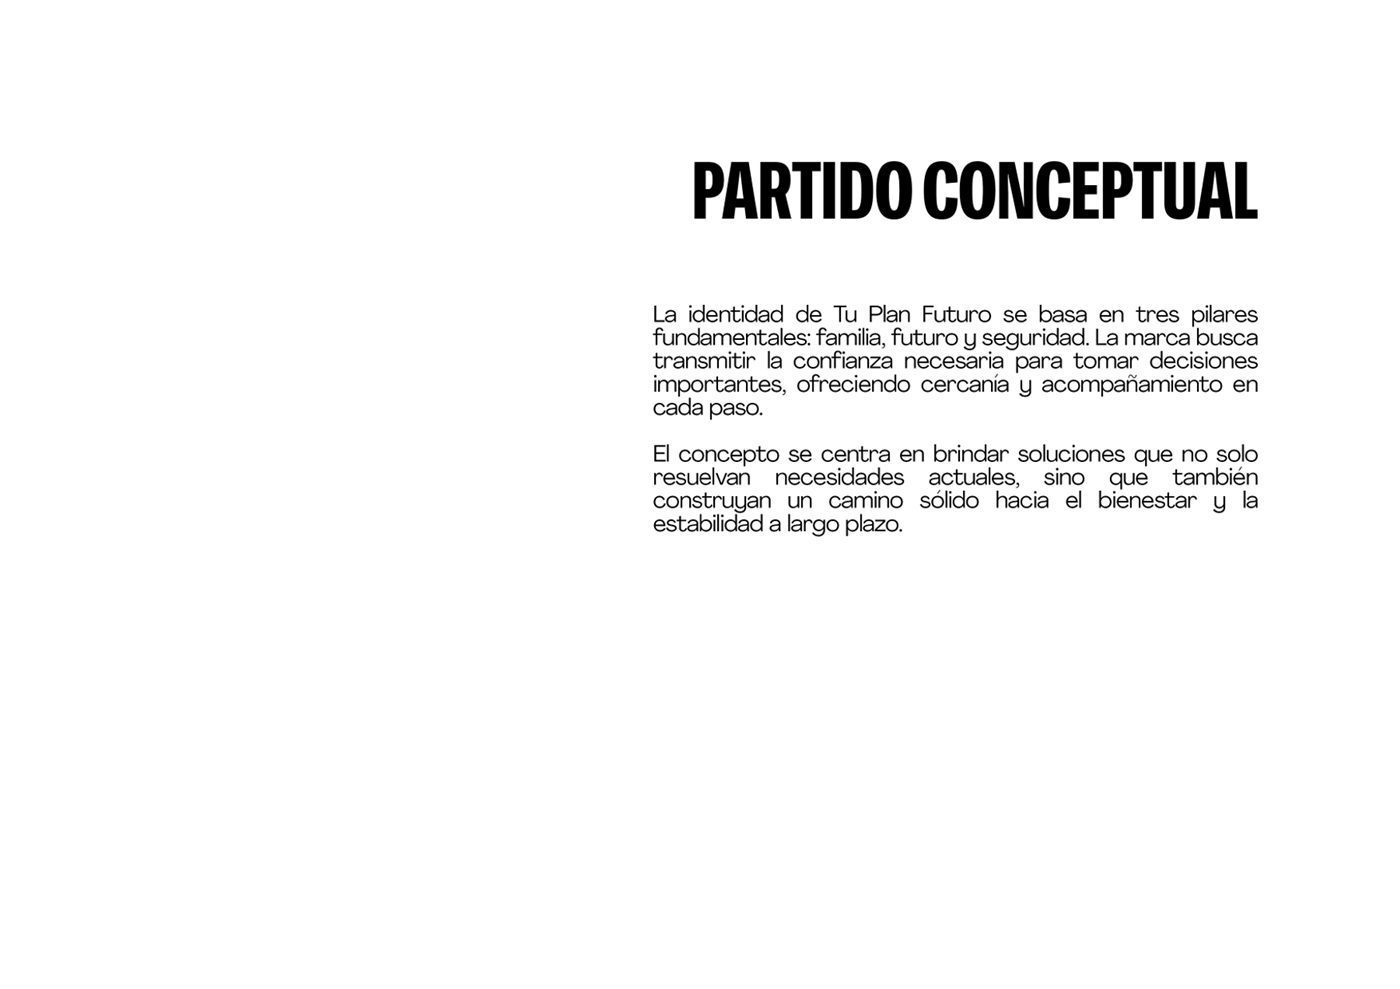 PARTIDO CONCEPTUAL
La identidad de Tu Plan Futuro se basa en tres pilares
fundamentales: familia, futuro y seguridad. La marca busca
transmitir la confianza necesaria para tomar decisiones
importantes, ofreciendo cercanía y acompañamiento en
cada paso.
El concepto se centra en brindar soluciones que no solo
resuelvan necesidades actuales, sino que también
construyan un camino sólido hacia el bienestar y la
estabilidad a largo plazo.